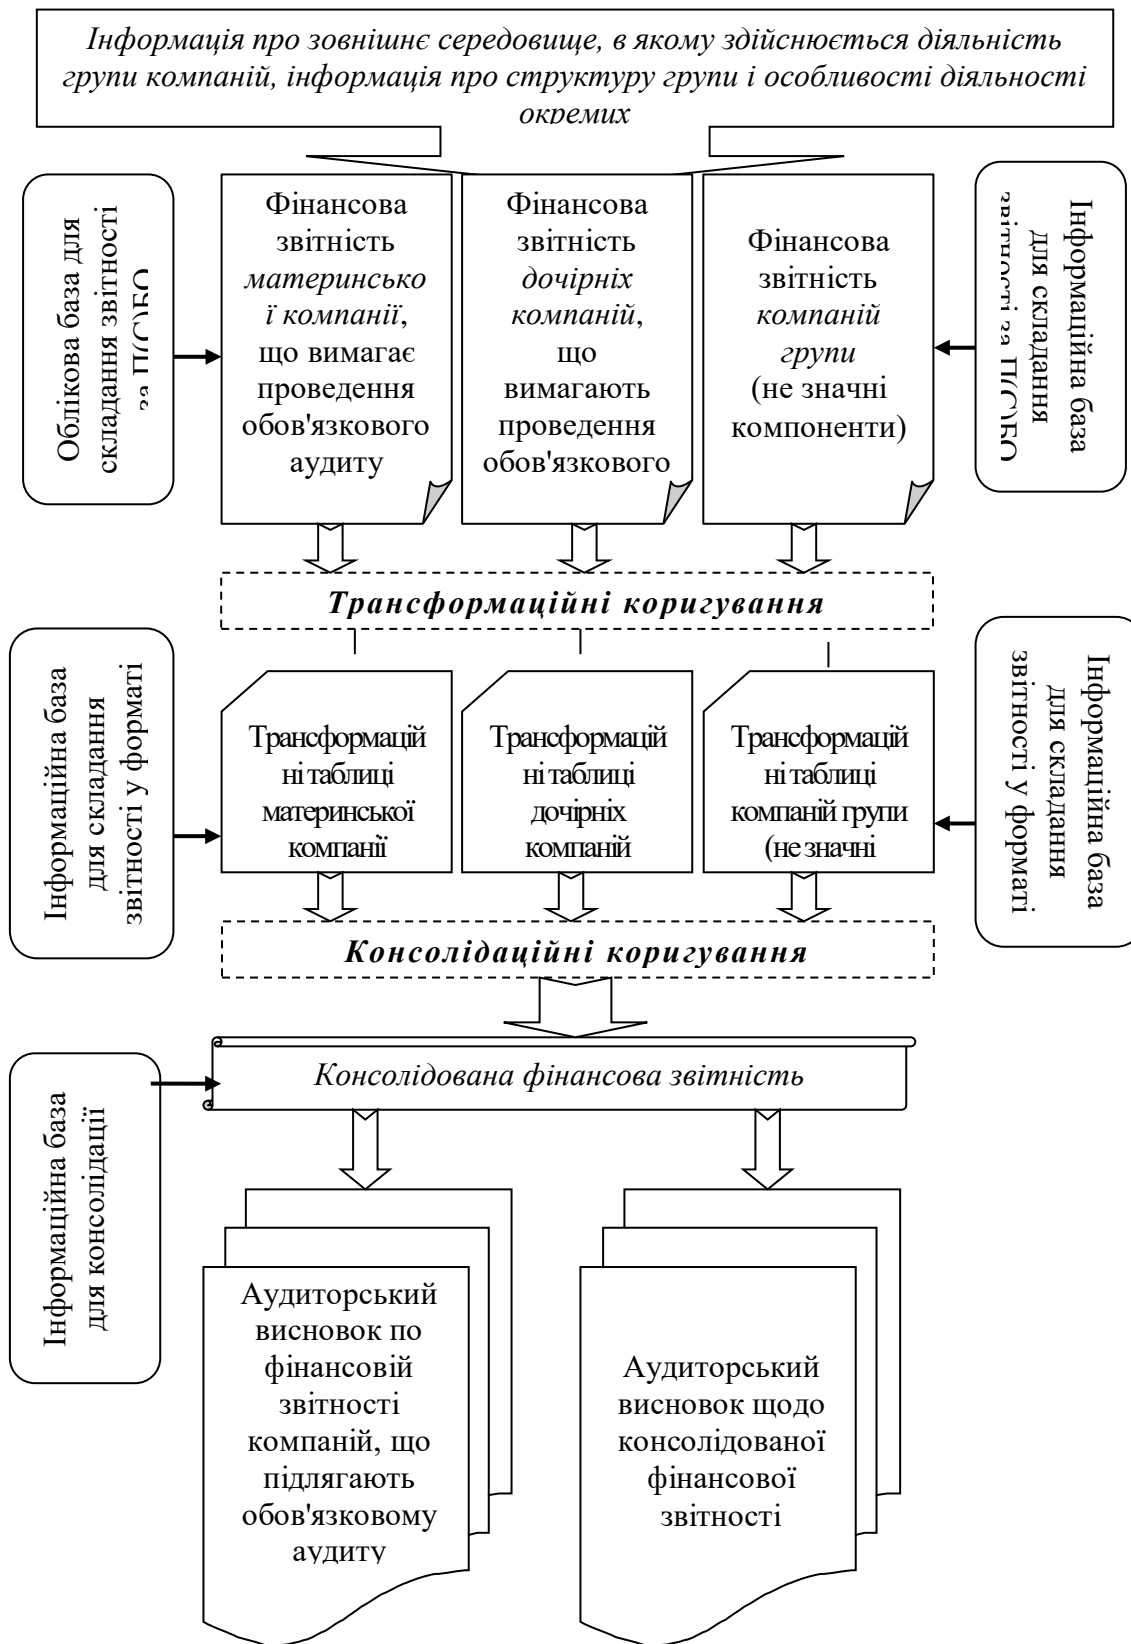 Інформація про зовнішнє середовище, в якому здійснюється діяльність
групи компаній, інформація про структуру групи і особливості діяльності
окремих
Облікова база для
складання звітності
за П(С)БО
Фінансова
звітність
материнсько
ї компанії,
що вимагає
проведення
обов'язкового
аудиту
Фінансова
звітність
дочірніх
компаній,
що
вимагають
проведення
обов'язкового
Фінансова
звітність
компаній
групи
(не значні
компоненти)
Інформаційна база
для складання
звітності за П(С)БО
Трансформаційні коригування
Інформаційна база
для складання
звітності у форматі
Трансформацій
ні таблиці
материнської
компанії
Трансформацій
ні таблиці
дочірніх
компаній
Трансформацій
ні таблиці
компаній групи
(не значні
Інформаційна база
для складання
звітності у форматі
Консолідаційні коригування
Консолідована фінансова звітність
Інформаційна база
для консолідації
Аудиторський
висновок по
фінансовій
звітності
компаній, що
підлягають
обов'язковому
аудиту
Аудиторський
висновок щодо
консолідованої
фінансової
звітності